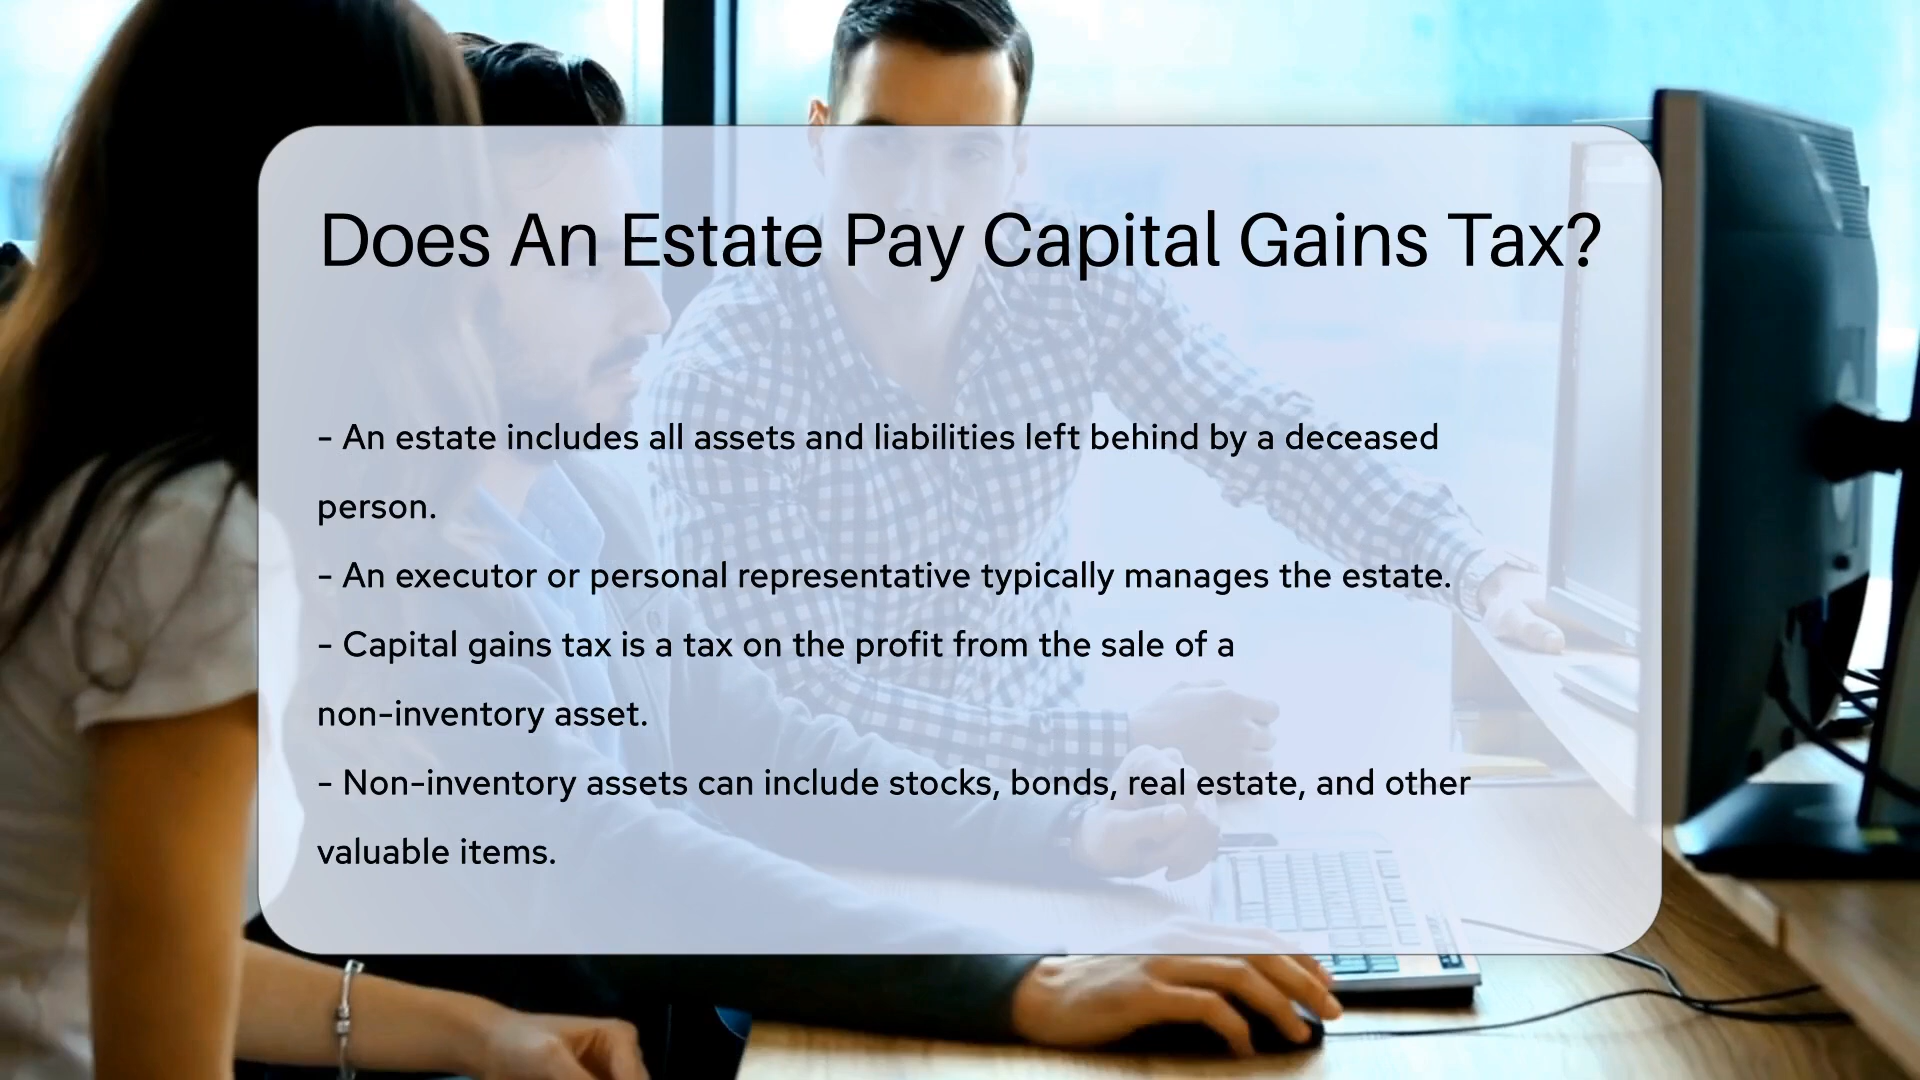 Does An Estate Pay Capital Gains Tax?
- An estate includes all assets and liabilities left behind by a deceased
person.
- An executor or personal representative typically manages the estate.
- Capital gains tax is a tax on the profit from the sale of a
non-inventory asset.
- Non-inventory assets can include stocks, bonds, real estate, and other
valuable items.